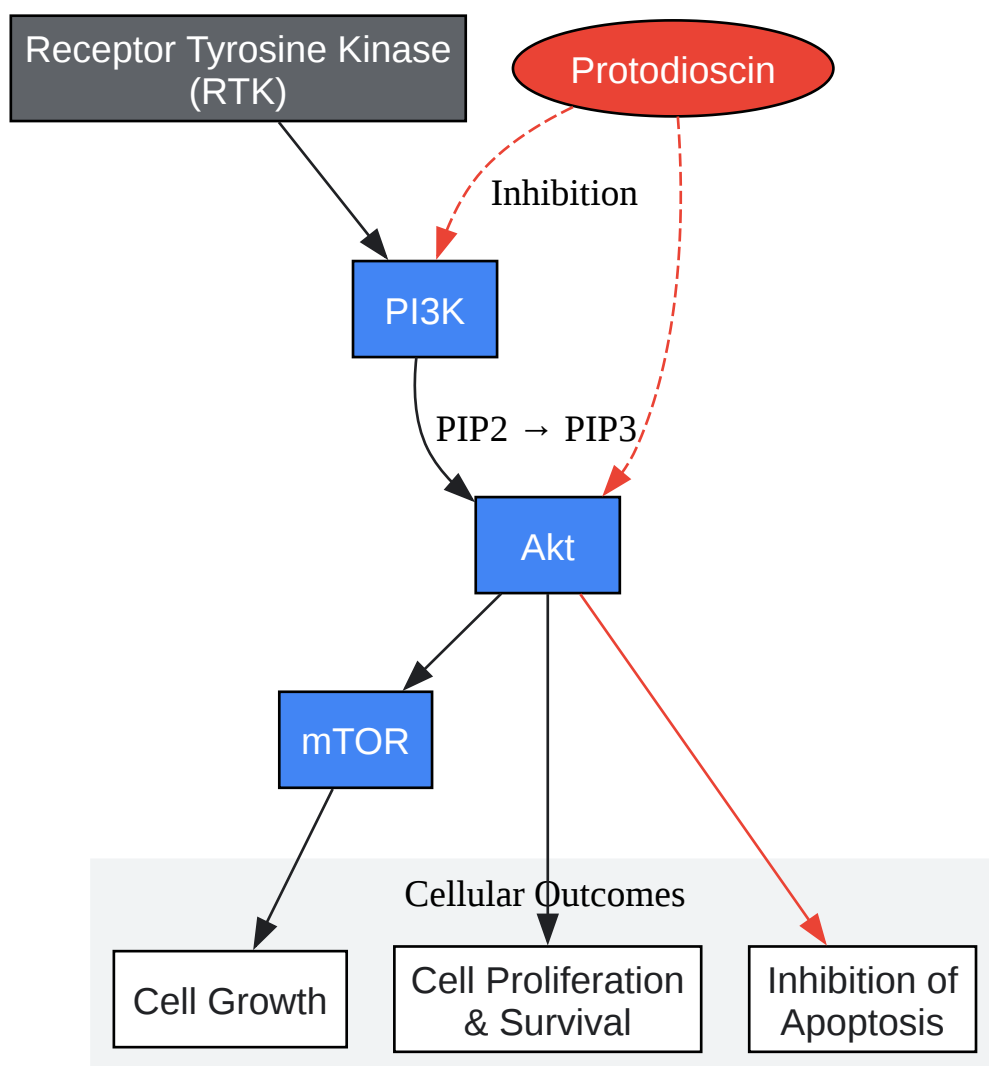 Receptor Tyrosine Kinase
(RTK)
Protodioscin
Inhibition
PI3K
PIP2 → PIP3
Akt
mTOR
Cellular Outcomes
Cell Growth
Cell Proliferation
& Survival
Inhibition of
Apoptosis